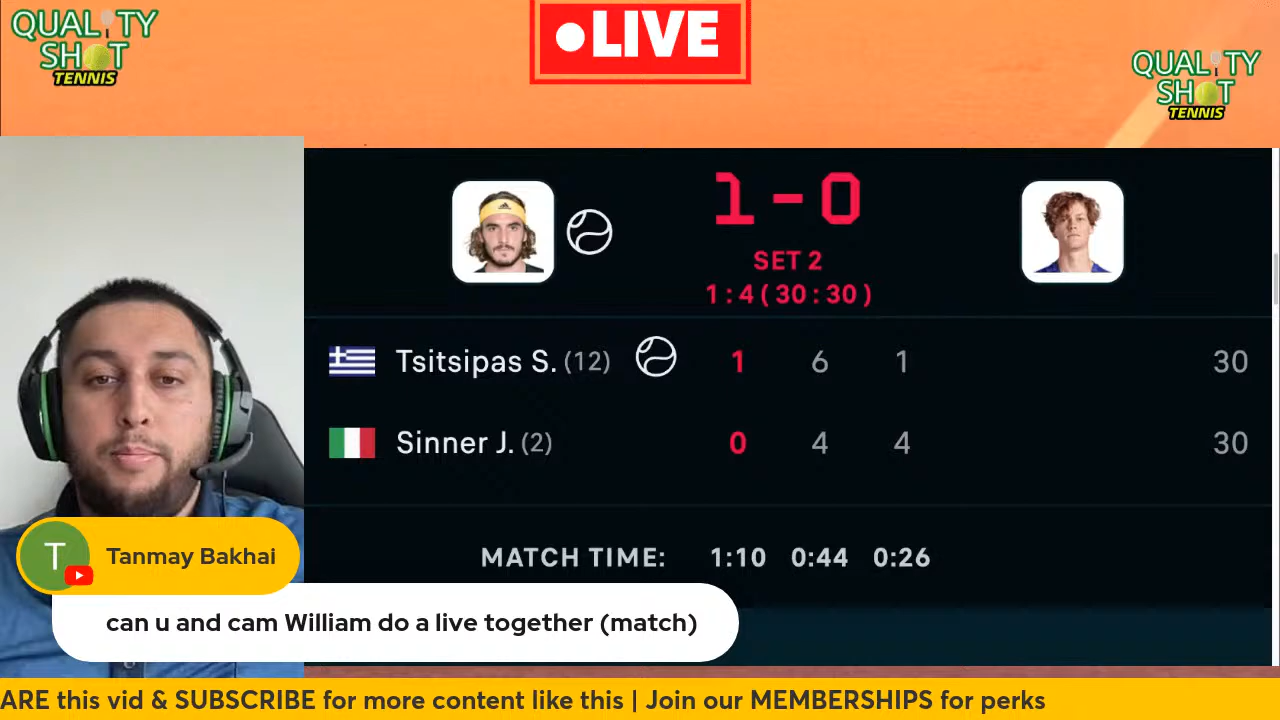 QUALITY
SHOT
TENNIS
LIVE
QUALITY
SHOT
TENNIS
1-0
SET 2
1 : 4 ( 30 : 30 )
Tsitsipas S. (12) 1 6 1 30
Sinner J. (2) 0 4 4 30
MATCH TIME: 1:10 0:44 0:26
T
Tanmay Bakhai
can u and cam William do a live together (match)
ARE this vid & SUBSCRIBE for more content like this | Join our MEMBERSHIPS for perks